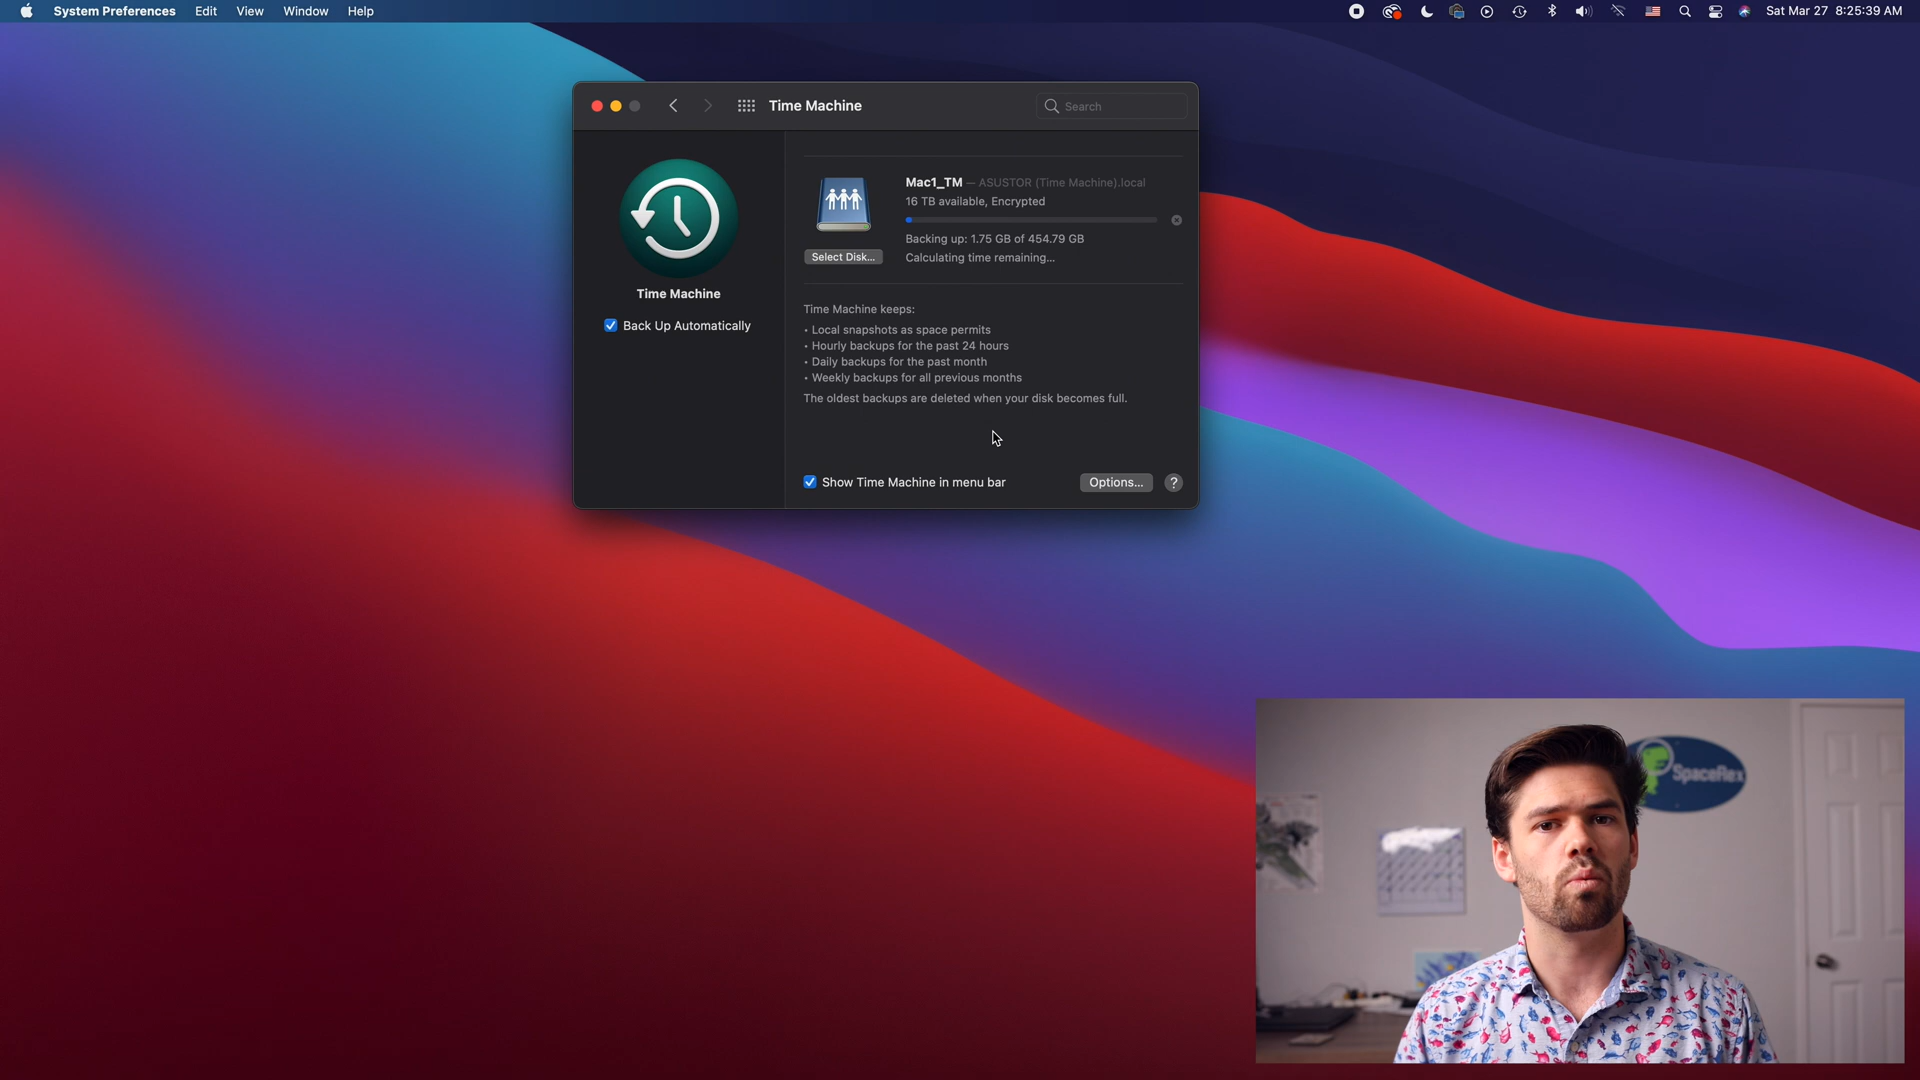 System Preferences Edit View Window Help
Sat Mar 27 8:25:39 AM
Time Machine
Search
Mac1_TM — ASUSTOR (Time Machine).local
16 TB available, Encrypted
Backing up: 1.75 GB of 454.79 GB
Select Disk...
Calculating time remaining...
Time Machine
Back Up Automatically
Time Machine keeps:
• Local snapshots as space permits
• Hourly backups for the past 24 hours
• Daily backups for the past month
• Weekly backups for all previous months
The oldest backups are deleted when your disk becomes full.
Show Time Machine in menu bar
Options...
?
SpaceRex